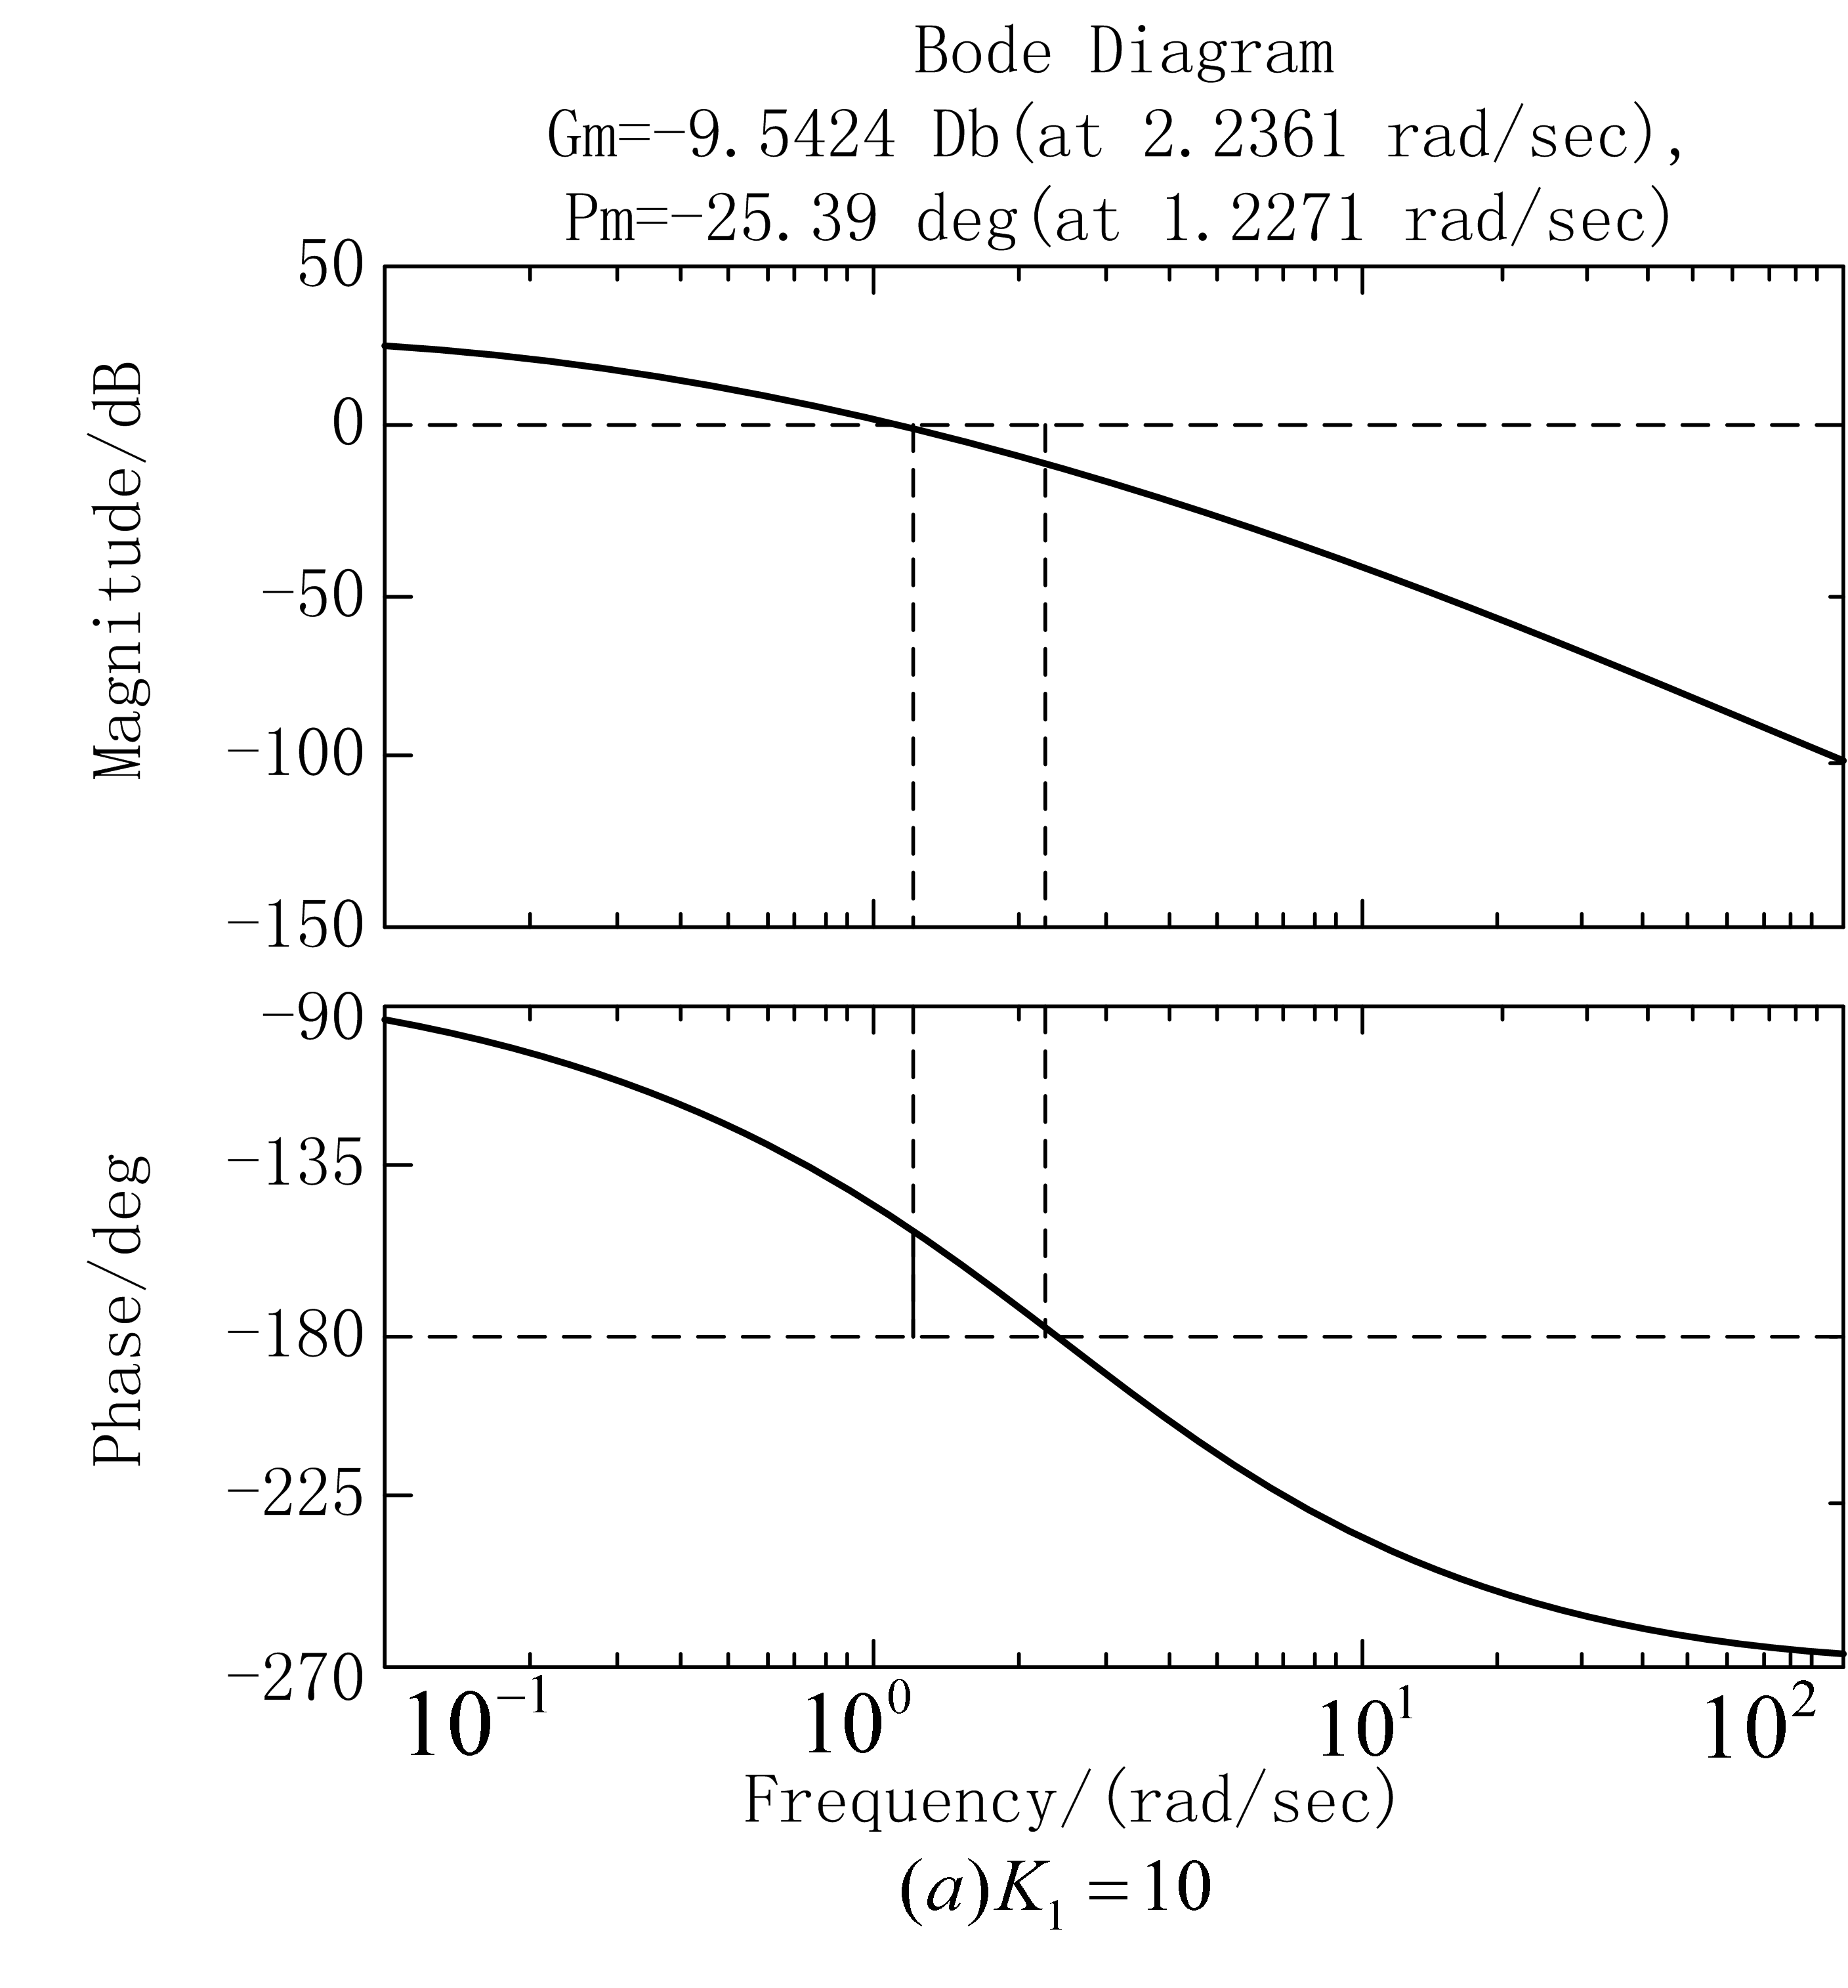 Bode Diagram
Gm=-9.5424 Db(at 2.2361 rad/sec),
Pm=-25.39 deg(at 1.2271 rad/sec)
50
0
-50
-100
-150
Magnitude/dB
-90
-135
-180
-225
-270
Phase/deg
10⁻¹ 10⁰ 10¹ 10²
Frequency/(rad/sec)
(a)K₁=10